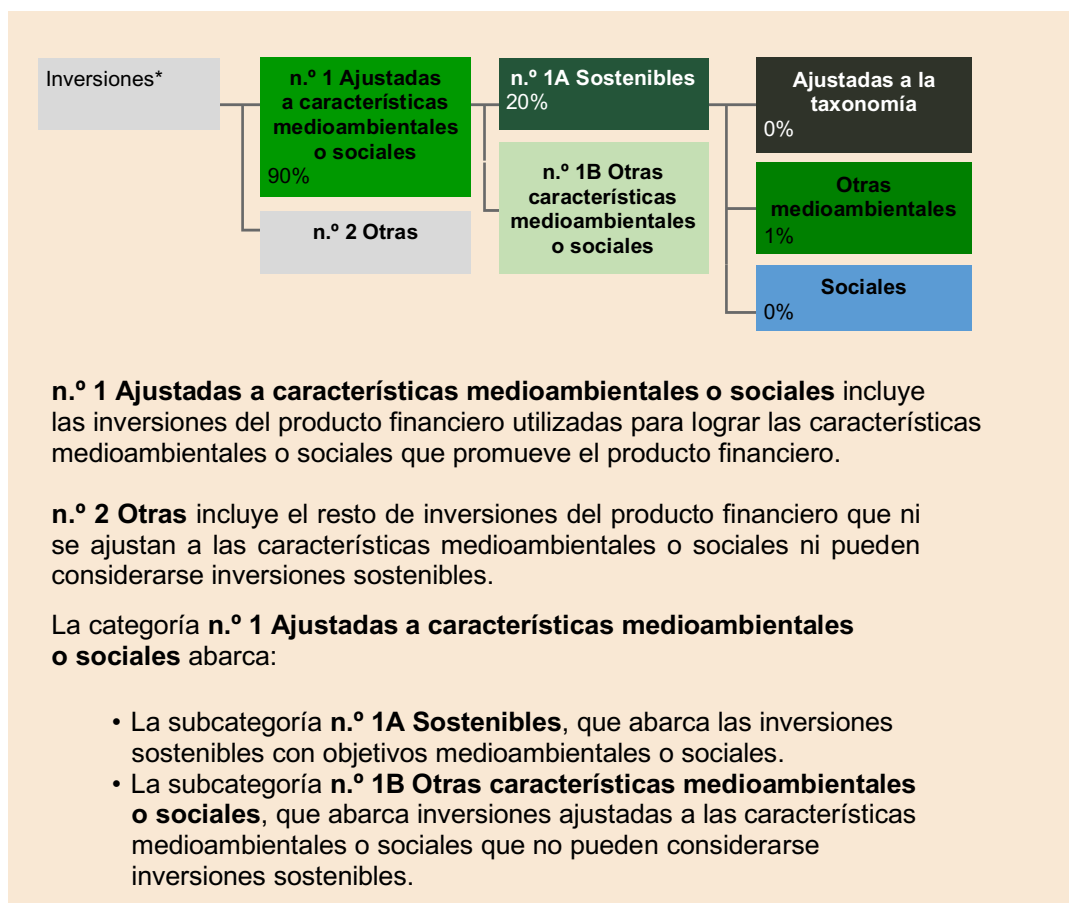 Inversiones*
n.º 1 Ajustadas
a características
medioambientales
o sociales
90%
n.º 2 Otras
n.º 1A Sostenibles
20%
n.º 1B Otras
características
medioambientales
o sociales
Ajustadas a la
taxonomía
0%
Otras
medioambientales
1%
Sociales
0%
n.º 1 Ajustadas a características medioambientales o sociales incluye
las inversiones del producto financiero utilizadas para lograr las características
medioambientales o sociales que promueve el producto financiero.
n.º 2 Otras incluye el resto de inversiones del producto financiero que ni
se ajustan a las características medioambientales o sociales ni pueden
considerarse inversiones sostenibles.
La categoría n.º 1 Ajustadas a características medioambientales
o sociales abarca:
• La subcategoría n.º 1A Sostenibles, que abarca las inversiones
sostenibles con objetivos medioambientales o sociales.
• La subcategoría n.º 1B Otras características medioambientales
o sociales, que abarca inversiones ajustadas a las características
medioambientales o sociales que no pueden considerarse
inversiones sostenibles.